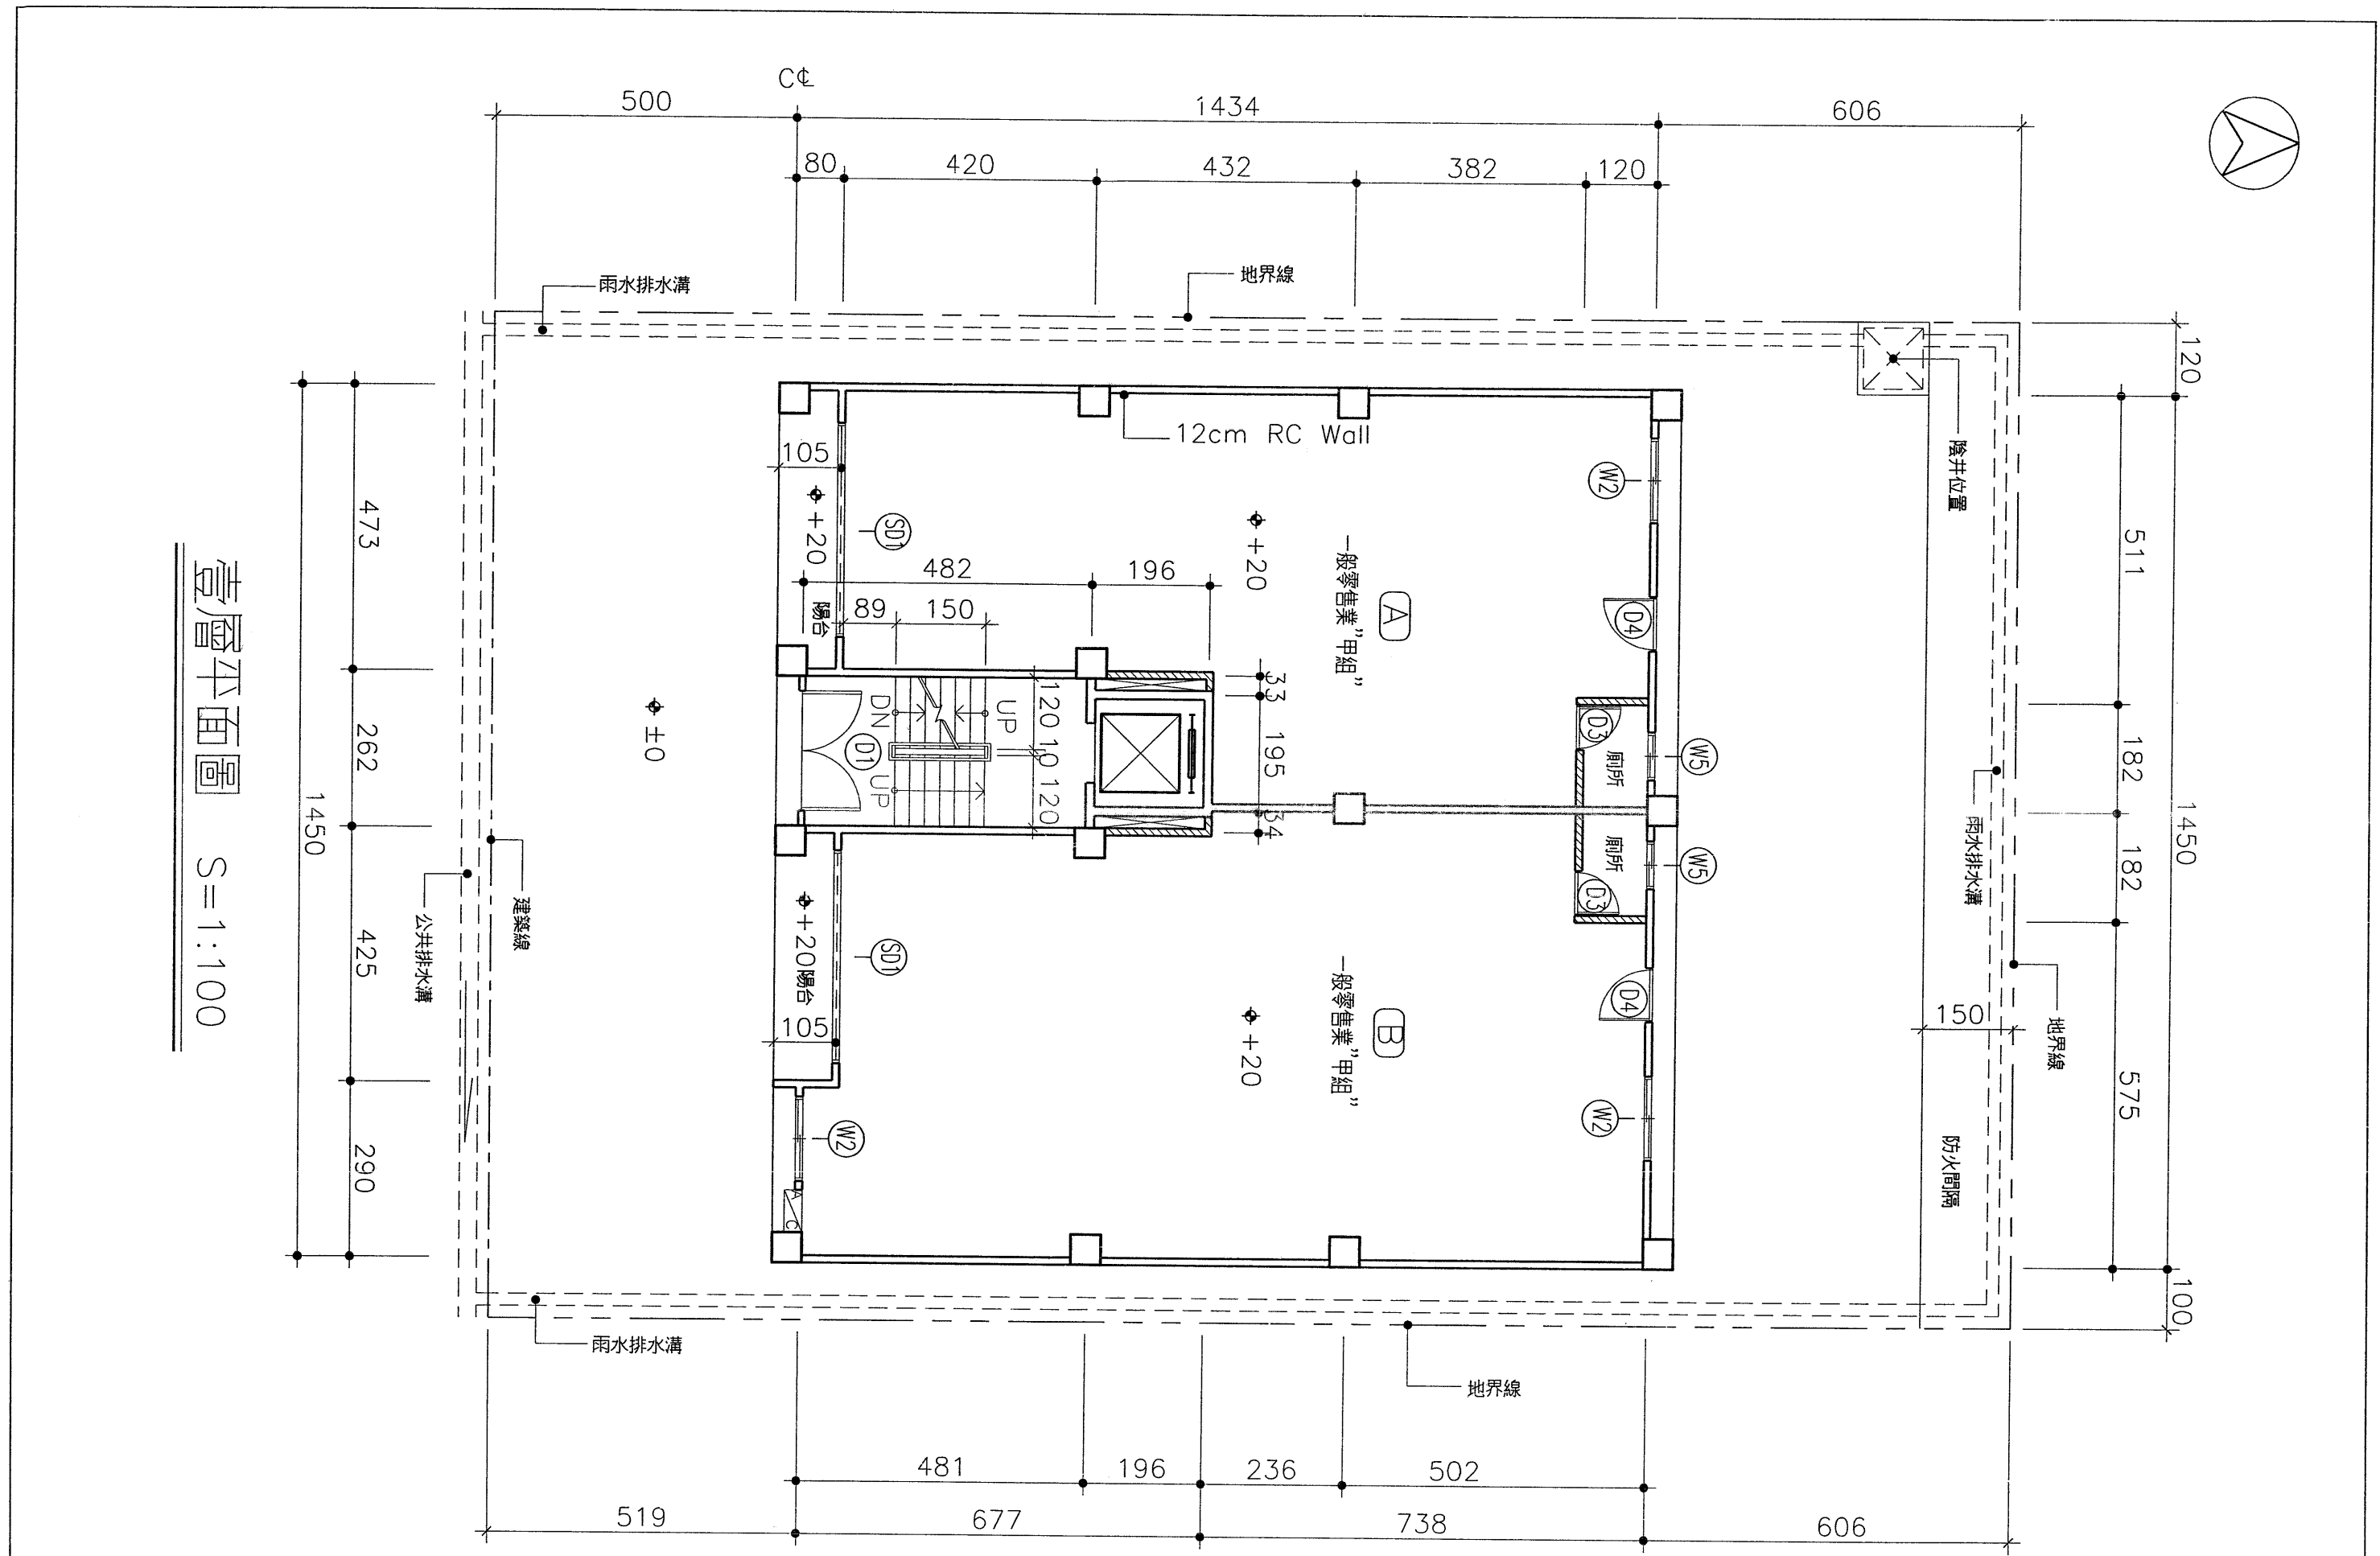 C℄
500
1434
606
80
420
432
382
120
雨水排水溝
地界線
120
12cm RC Wall
陰井位置
105
W2
511
473
+20
SD1
+20
一般零售業"甲組"
A
482
196
陽台
89
150
D4
33
壹層平面圖 S=1:100
262
±0
DN
UP
120
10
120
195
D1
UP
D3
廁所
W5
182
1450
1450
雨水排水溝
34
廁所
W5
182
D3
建築線
公共排水溝
425
+20
陽台
SD1
一般零售業"甲組"
B
D4
+20
105
150
地界線
575
W2
W2
防火間隔
290
A
C
100
雨水排水溝
地界線
481
196
236
502
519
677
738
606